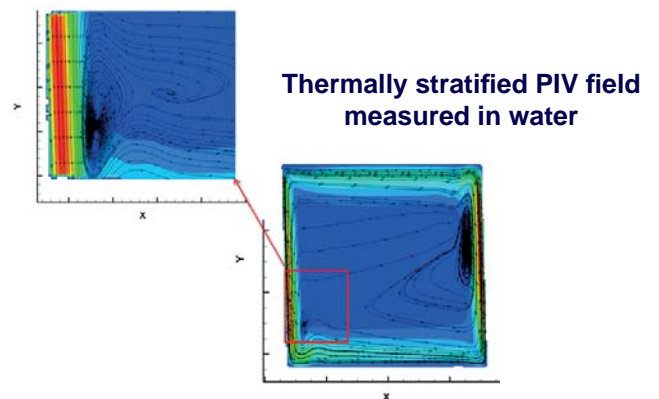 Thermally stratified PIV field
measured in water
Y
X
Y
X